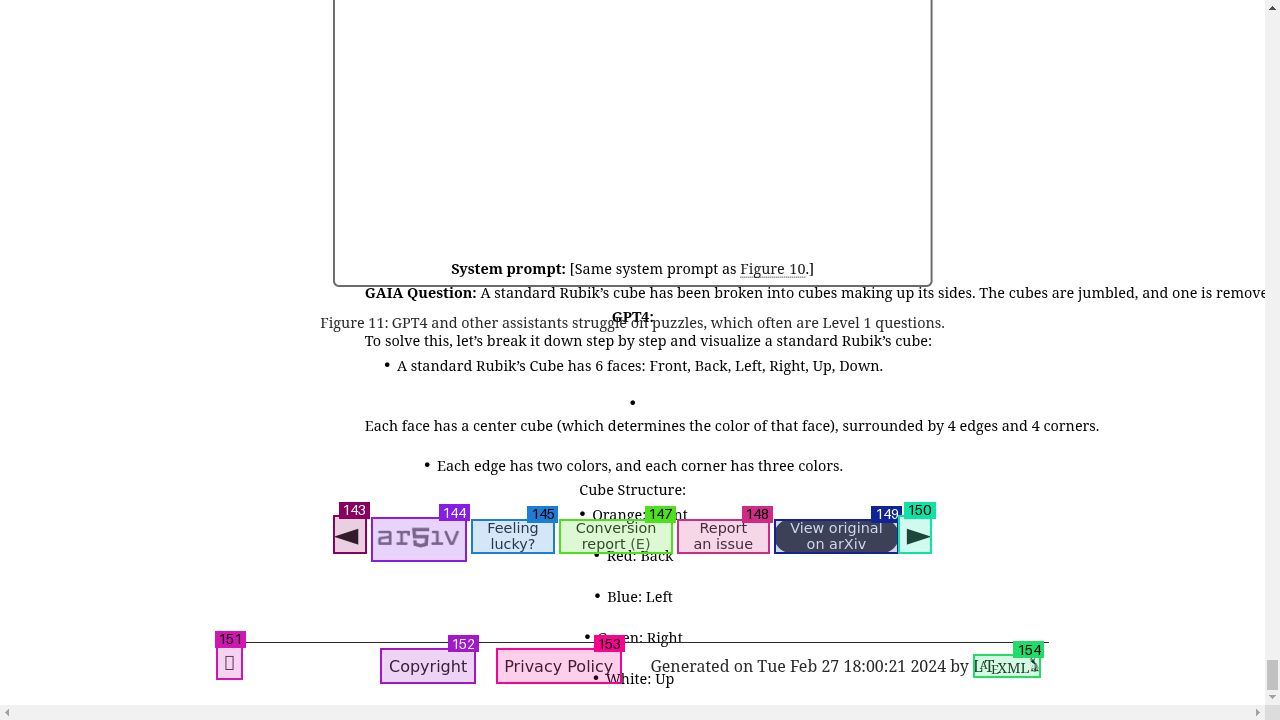 System prompt: [Same system prompt as Figure 10.]
GAIA Question: A standard Rubik’s cube has been broken into cubes making up its sides. The cubes are jumbled, and one is remove
GPT4:
Figure 11: GPT4 and other assistants struggle on puzzles, which often are Level 1 questions.
To solve this, let’s break it down step by step and visualize a standard Rubik’s cube:
• A standard Rubik’s Cube has 6 faces: Front, Back, Left, Right, Up, Down.
•
Each face has a center cube (which determines the color of that face), surrounded by 4 edges and 4 corners.
• Each edge has two colors, and each corner has three colors.
Cube Structure:
143 144 145 147 148 149 150
• Orange:
◄ ar5iv Feeling lucky? Conversion report (E) Report an issue View original on arXiv ►
• Red: Back
• Blue: Left
• Green: Right
151 152 153 154
Copyright Privacy Policy Generated on Tue Feb 27 18:00:21 2024 by LATEXML
• White: Up